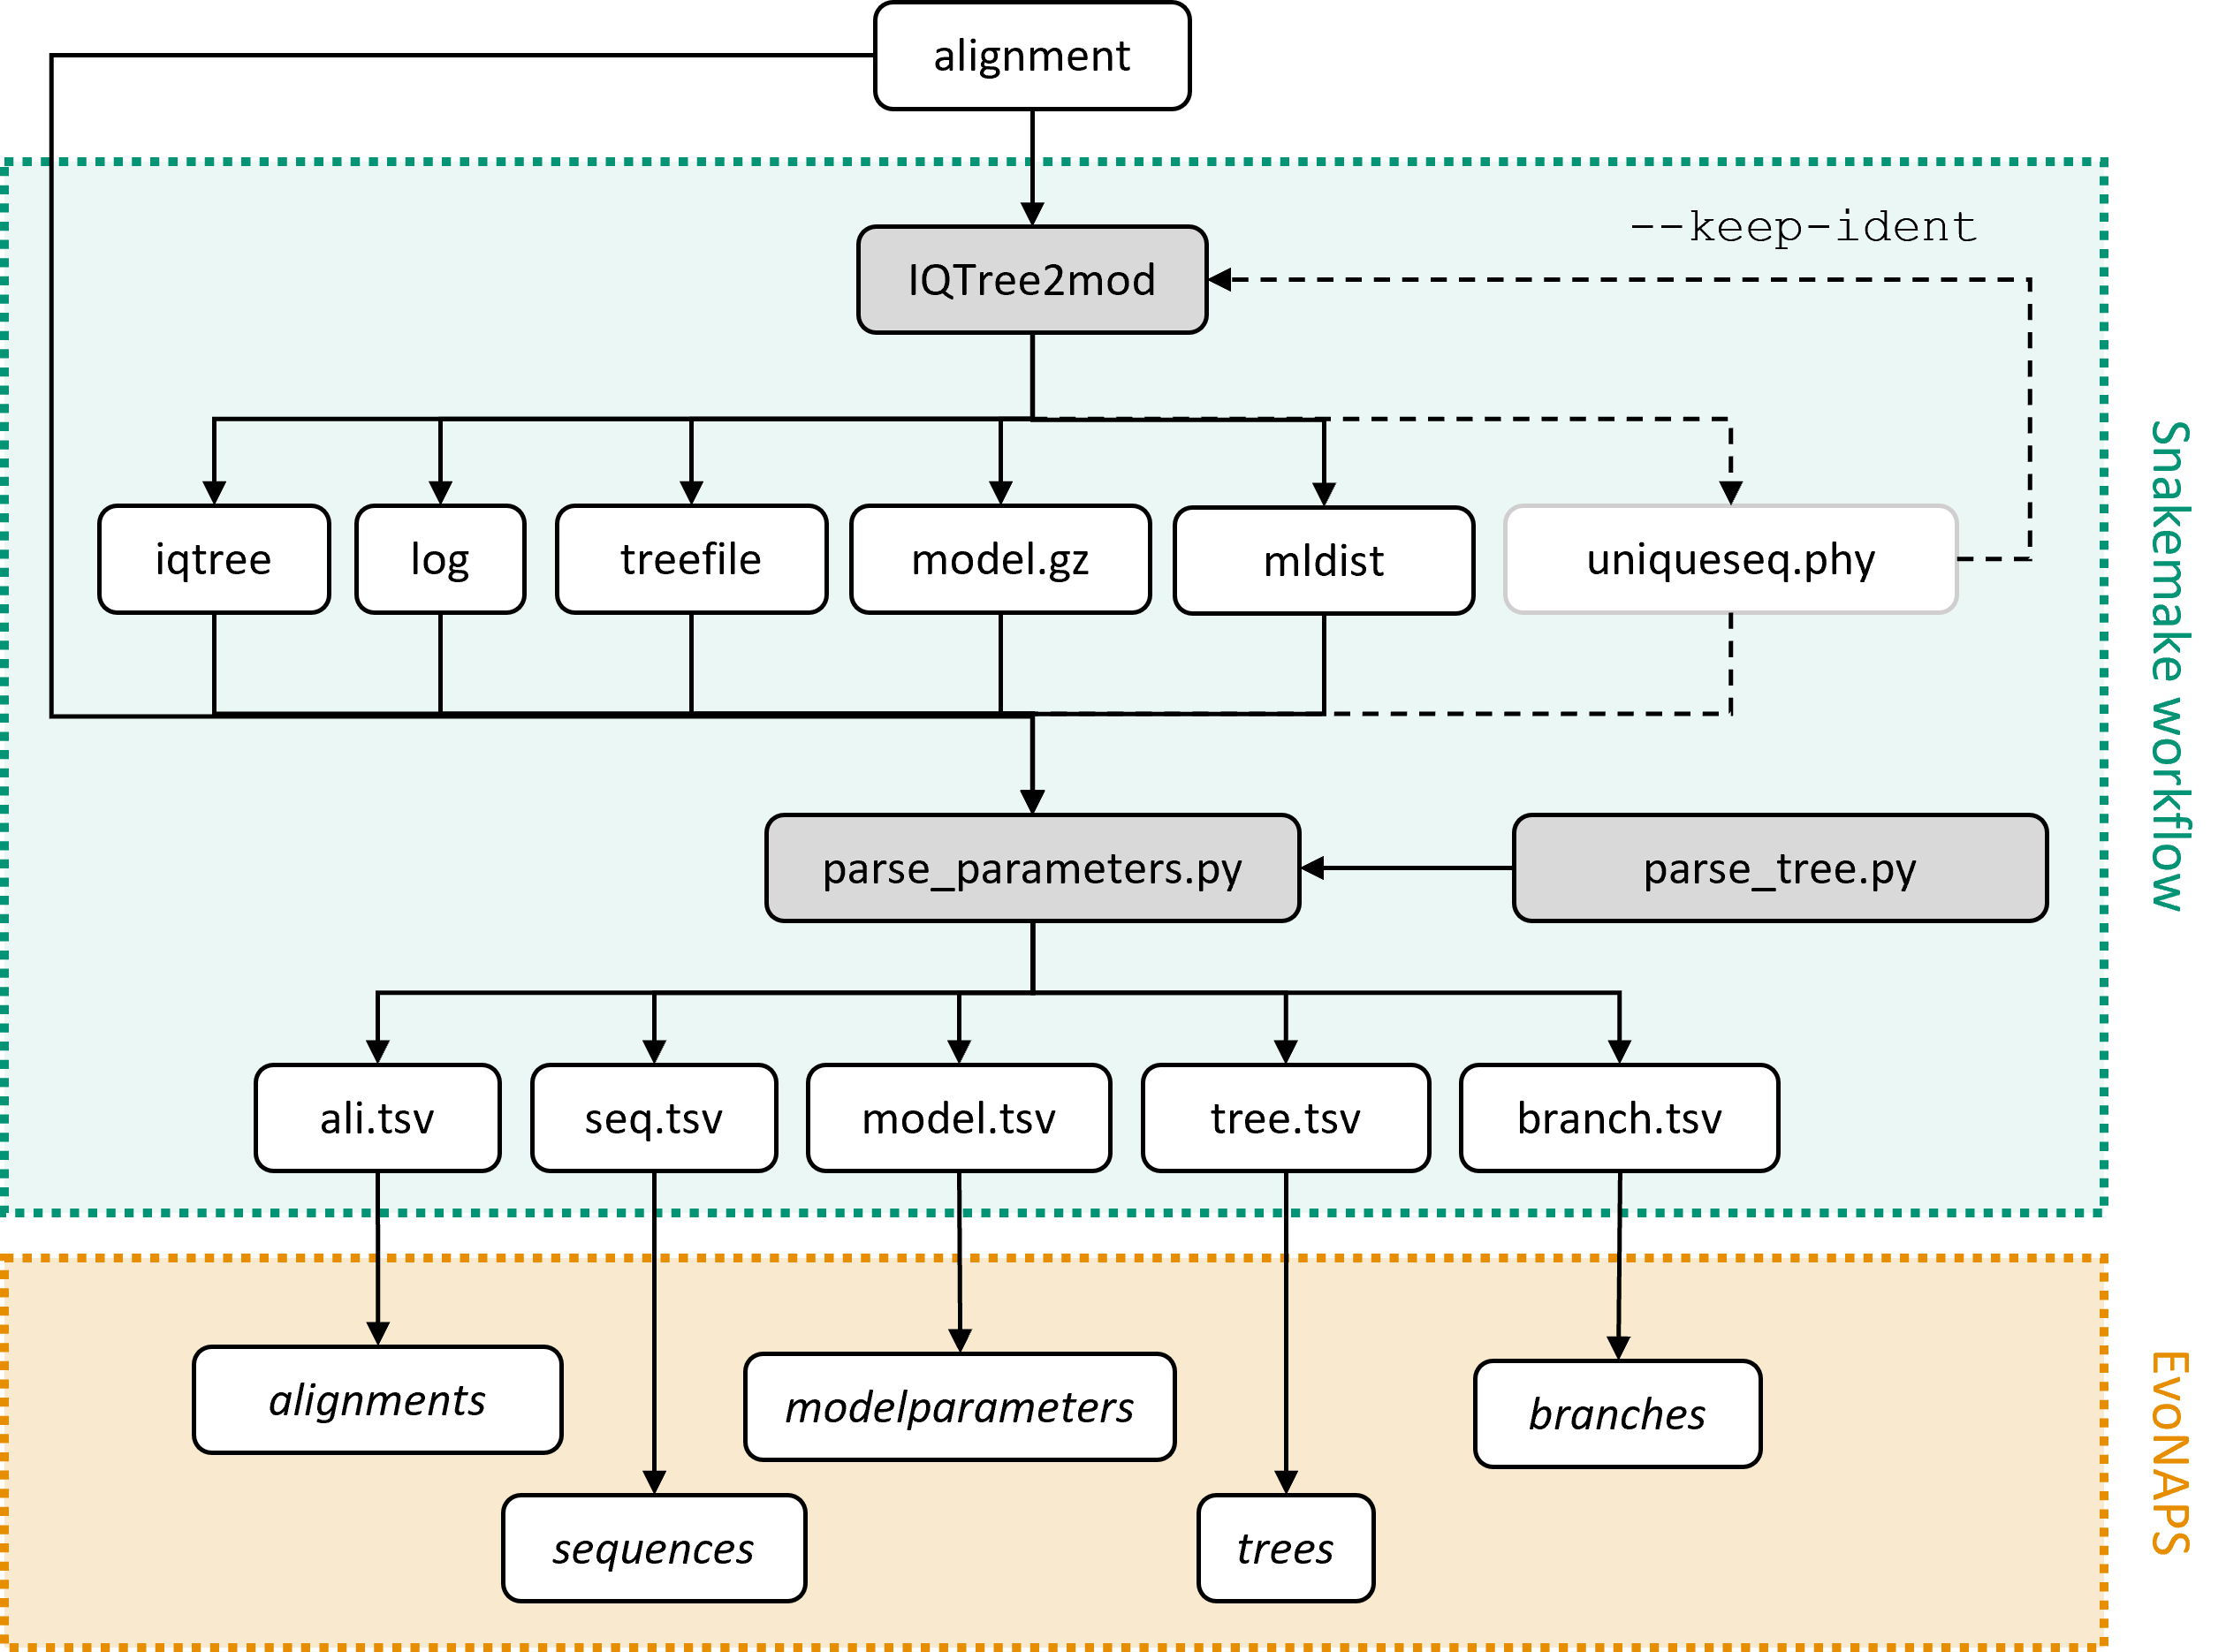 alignment
--keep-ident
IQTree2mod
iqtree
log
treefile
model.gz
mldist
uniqueseq.phy
Snakemake workflow
parse_parameters.py
parse_tree.py
ali.tsv
seq.tsv
model.tsv
tree.tsv
branch.tsv
alignments
modelparameters
branches
sequences
trees
EvoNAPS